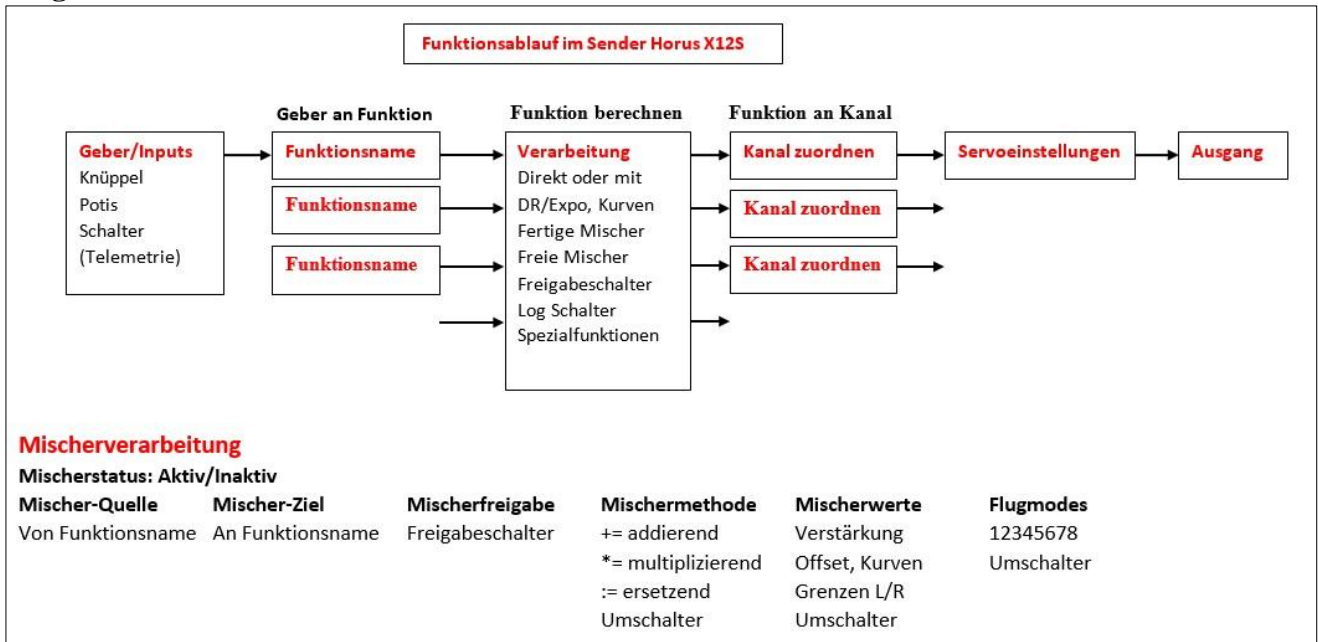 Funktionsablauf im Sender Horus X12S
Geber an Funktion
Funktion berechnen
Funktion an Kanal
Geber/Inputs
Knüppel
Potis
Schalter
(Telemetrie)
Funktionsname
Funktionsname
Funktionsname
Verarbeitung
Direkt oder mit
DR/Expo, Kurven
Fertige Mischer
Freie Mischer
Freigabeschalter
Log Schalter
Spezialfunktionen
Kanal zuordnen
Kanal zuordnen
Kanal zuordnen
Servoeinstellungen
Ausgang
Mischerverarbeitung
Mischerstatus: Aktiv/Inaktiv
Mischer-Quelle Mischer-Ziel Mischerfreigabe Mischermethode Mischerwerte Flugmodes
Von Funktionsname An Funktionsname Freigabeschalter += addierend Verstärkung 12345678
*= multiplizierend Offset, Kurven Umschalter
:= ersetzend Grenzen L/R
Umschalter Umschalter